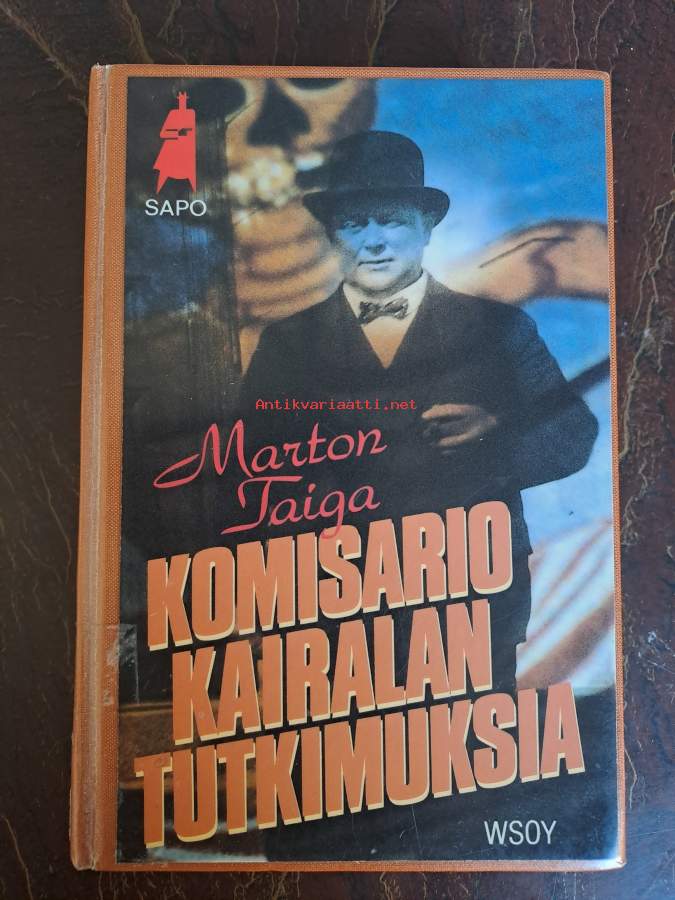 SAPO
Antikvariaatti.net
Marton
Taiga
KOMISARIO
KAIRALAN
TUTKIMUKSIA
WSOY